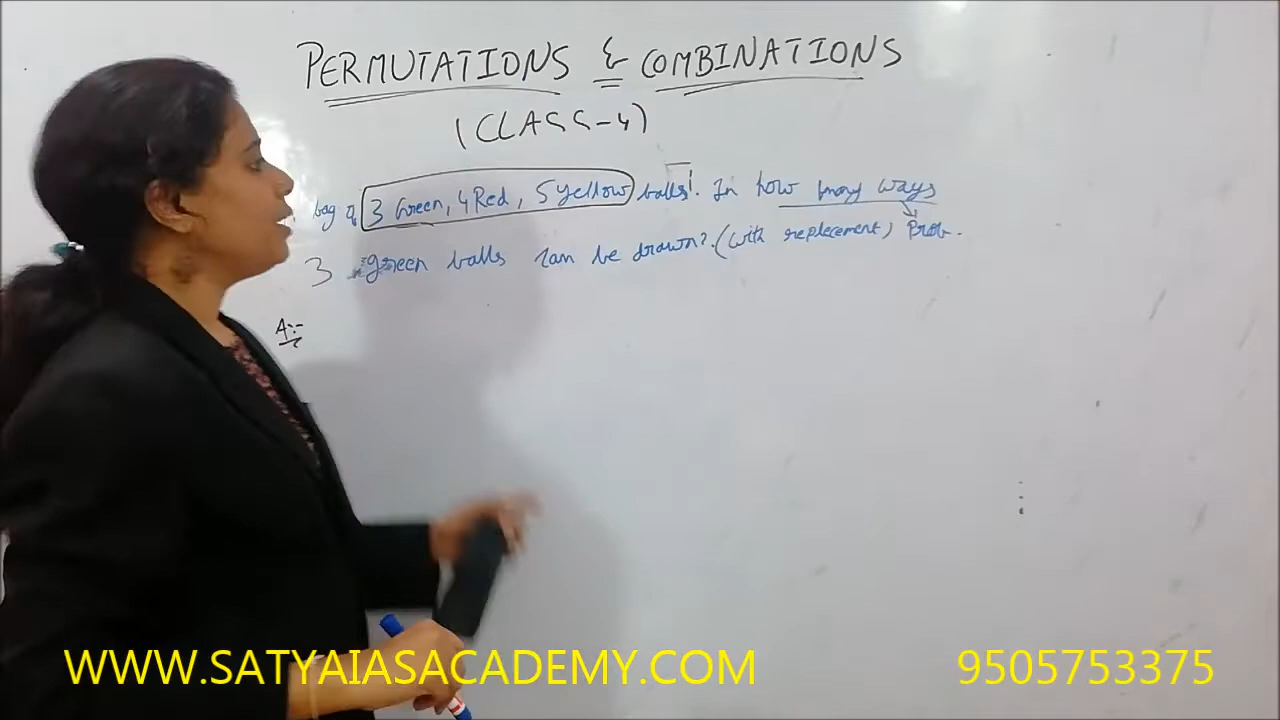 PERMUTATIONS & COMBINATIONS
(CLASS-4)
bag of 3 Green, 4 Red, 5 yellow balls. In how many ways
3 green balls can be drawn?. (with replecement) Prob.
A:-
WWW.SATYAIASACADEMY.COM 9505753375